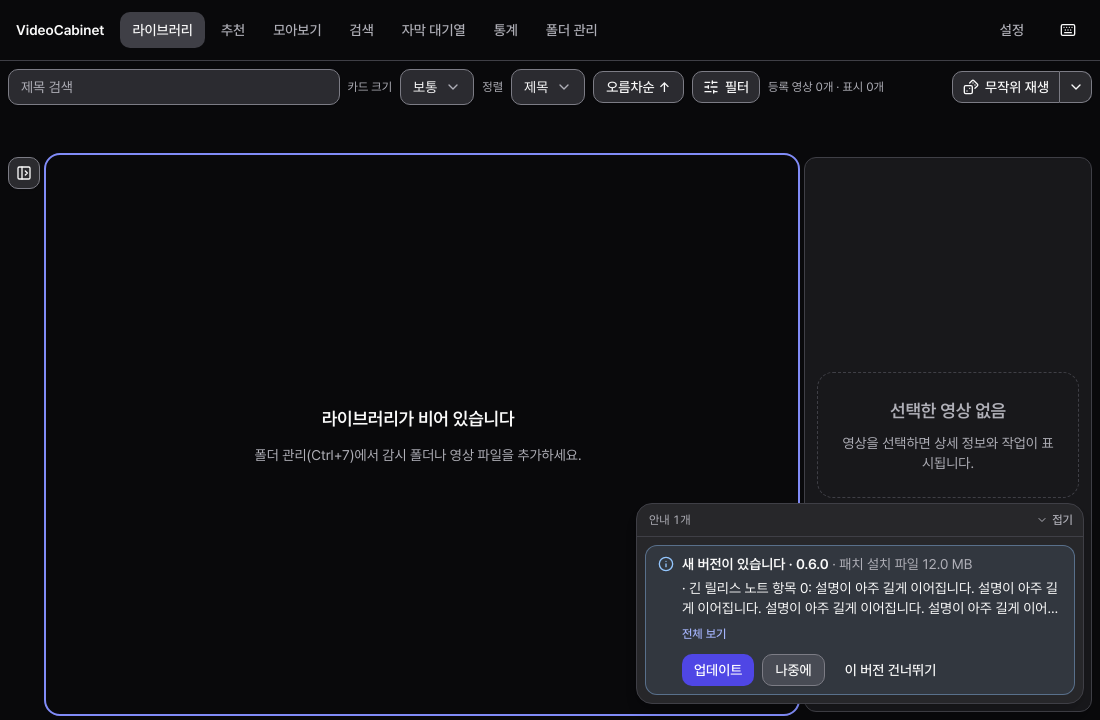 VideoCabinet 라이브러리 추천 모아보기 검색 자막 대기열 통계 폴더 관리 설정
제목 검색 카드 크기 보통 정렬 제목 오름차순 ↑ 필터 등록 영상 0개 · 표시 0개 무작위 재생
라이브러리가 비어 있습니다
폴더 관리(Ctrl+7)에서 감시 폴더나 영상 파일을 추가하세요.
선택한 영상 없음
영상을 선택하면 상세 정보와 작업이 표
시됩니다.
안내 1개 접기
새 버전이 있습니다 · 0.6.0 · 패치 설치 파일 12.0 MB
· 긴 릴리스 노트 항목 0: 설명이 아주 길게 이어집니다. 설명이 아주 길
게 이어집니다. 설명이 아주 길게 이어집니다. 설명이 아주 길게 이어...
전체 보기
업데이트 나중에 이 버전 건너뛰기